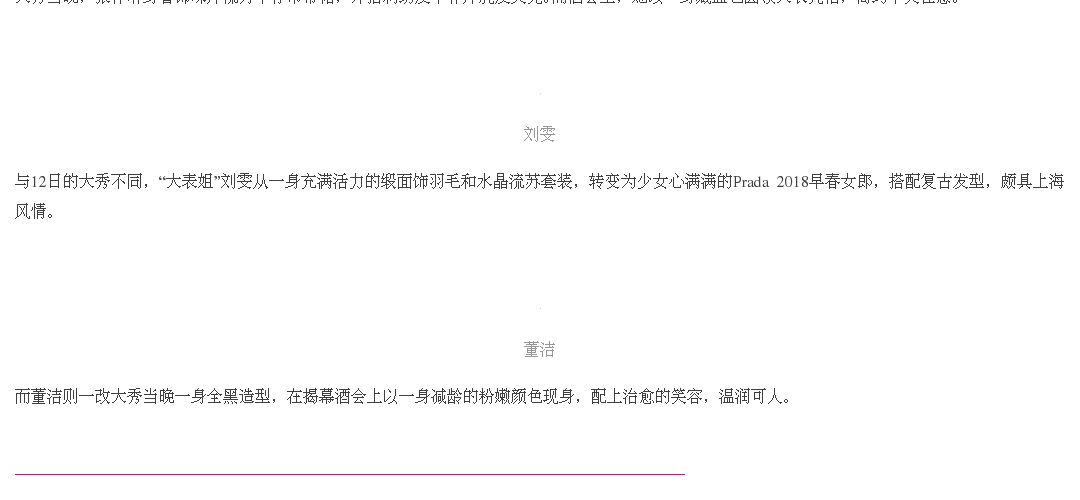 刘雯
与12日的大秀不同，“大表姐”刘雯从一身充满活力的缎面饰羽毛和水晶流苏套装，转变为少女心满满的Prada 2018早春女郎，搭配复古发型，颇具上海
风情。
董洁
而董洁则一改大秀当晚一身全黑造型，在揭幕酒会上以一身减龄的粉嫩颜色现身，配上治愈的笑容，温润可人。